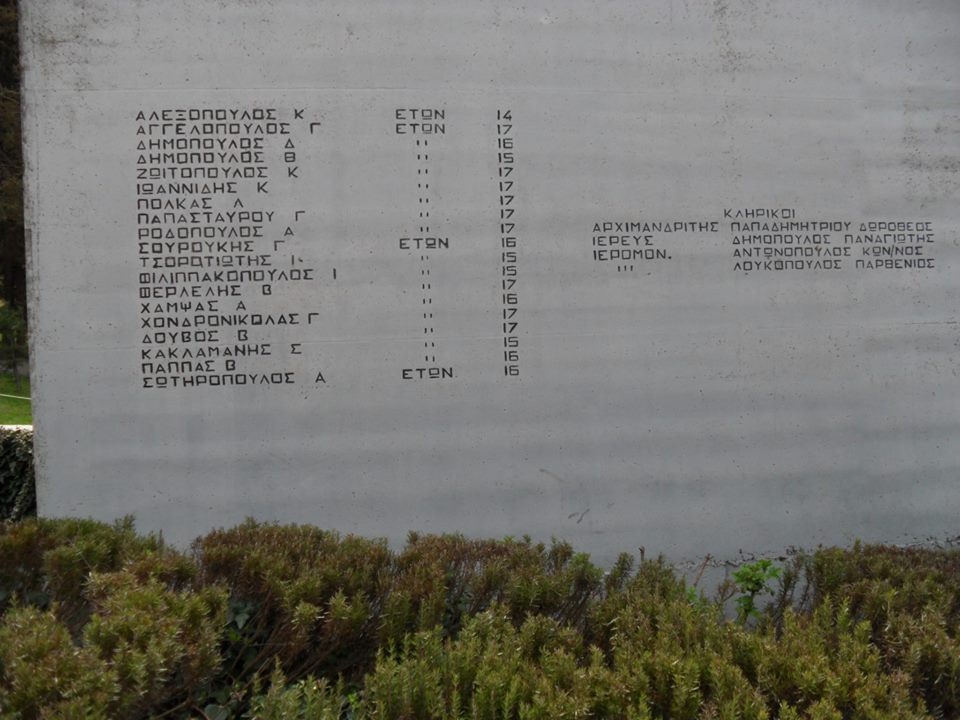 ΑΛΕΞΟΠΟΥΛΟΣ Κ ΕΤΩΝ 14
ΑΓΓΕΛΟΠΟΥΛΟΣ Γ ΕΤΩΝ 17
ΔΗΜΟΠΟΥΛΟΣ Δ '' 16
ΔΗΜΟΠΟΥΛΟΣ Θ '' 15
ΖΩΙΤΟΠΟΥΛΟΣ Κ '' 17
ΙΩΑΝΝΙΔΗΣ Κ '' 17
ΠΟΛΚΑΣ Λ '' 17
ΠΑΠΑΣΤΑΥΡΟΥ Γ '' 17
ΡΟΔΟΠΟΥΛΟΣ Α '' 17
ΣΟΥΡΟΥΚΗΣ Γ ΕΤΩΝ 16
ΤΣΟΡΩΤΙΩΤΗΣ Ι. '' 15
ΦΙΛΙΠΠΑΚΟΠΟΥΛΟΣ Ι '' 15
ΦΕΡΛΕΛΗΣ Β '' 17
ΧΑΜΨΑΣ Α '' 16
ΧΟΝΔΡΟΝΙΚΟΛΑΣ Γ '' 17
ΔΟΥΒΟΣ Β '' 17
ΚΑΚΛΑΜΑΝΗΣ Σ '' 15
ΠΑΠΠΑΣ Β '' 16
ΣΩΤΗΡΟΠΟΥΛΟΣ Α ΕΤΩΝ 16
ΚΛΗΡΙΚΟΙ
ΑΡΧΙΜΑΝΔΡΙΤΗΣ ΠΑΠΑΔΗΜΗΤΡΙΟΥ ΔΩΡΟΘΕΟΣ
ΙΕΡΕΥΣ ΔΗΜΟΠΟΥΛΟΣ ΠΑΝΑΓΙΩΤΗΣ
ΙΕΡΟΜΟΝ. ΑΝΤΩΝΟΠΟΥΛΟΣ ΚΩΝ/ΝΟΣ
''' ΛΟΥΚΟΠΟΥΛΟΣ ΠΑΡΘΕΝΙΟΣ